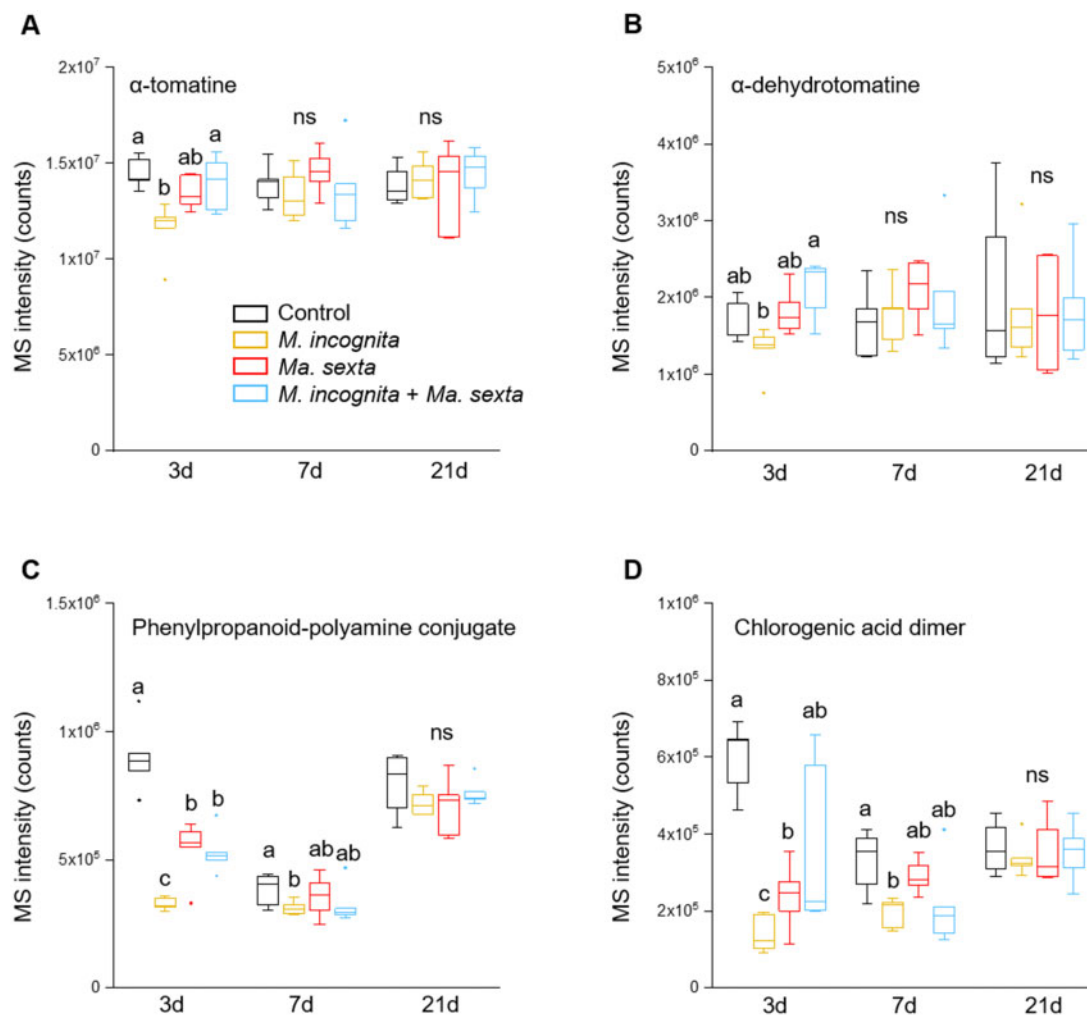 A
α-tomatine
MS intensity (counts)
2x10⁷
1.5x10⁷
1x10⁷
5x10⁶
0
a
b
ab
a
ns
ns
Control
M. incognita
Ma. sexta
M. incognita + Ma. sexta
3d
7d
21d
B
α-dehydrotomatine
MS intensity (counts)
5x10⁶
4x10⁶
3x10⁶
2x10⁶
1x10⁶
0
ab
b
ab
a
ns
ns
3d
7d
21d
C
Phenylpropanoid-polyamine conjugate
MS intensity (counts)
1.5x10⁶
1x10⁶
5x10⁵
0
a
c
b
b
a
b
ab
ab
ns
3d
7d
21d
D
Chlorogenic acid dimer
MS intensity (counts)
1x10⁶
8x10⁵
6x10⁵
4x10⁵
2x10⁵
0
a
c
b
ab
a
b
ab
ab
ns
3d
7d
21d